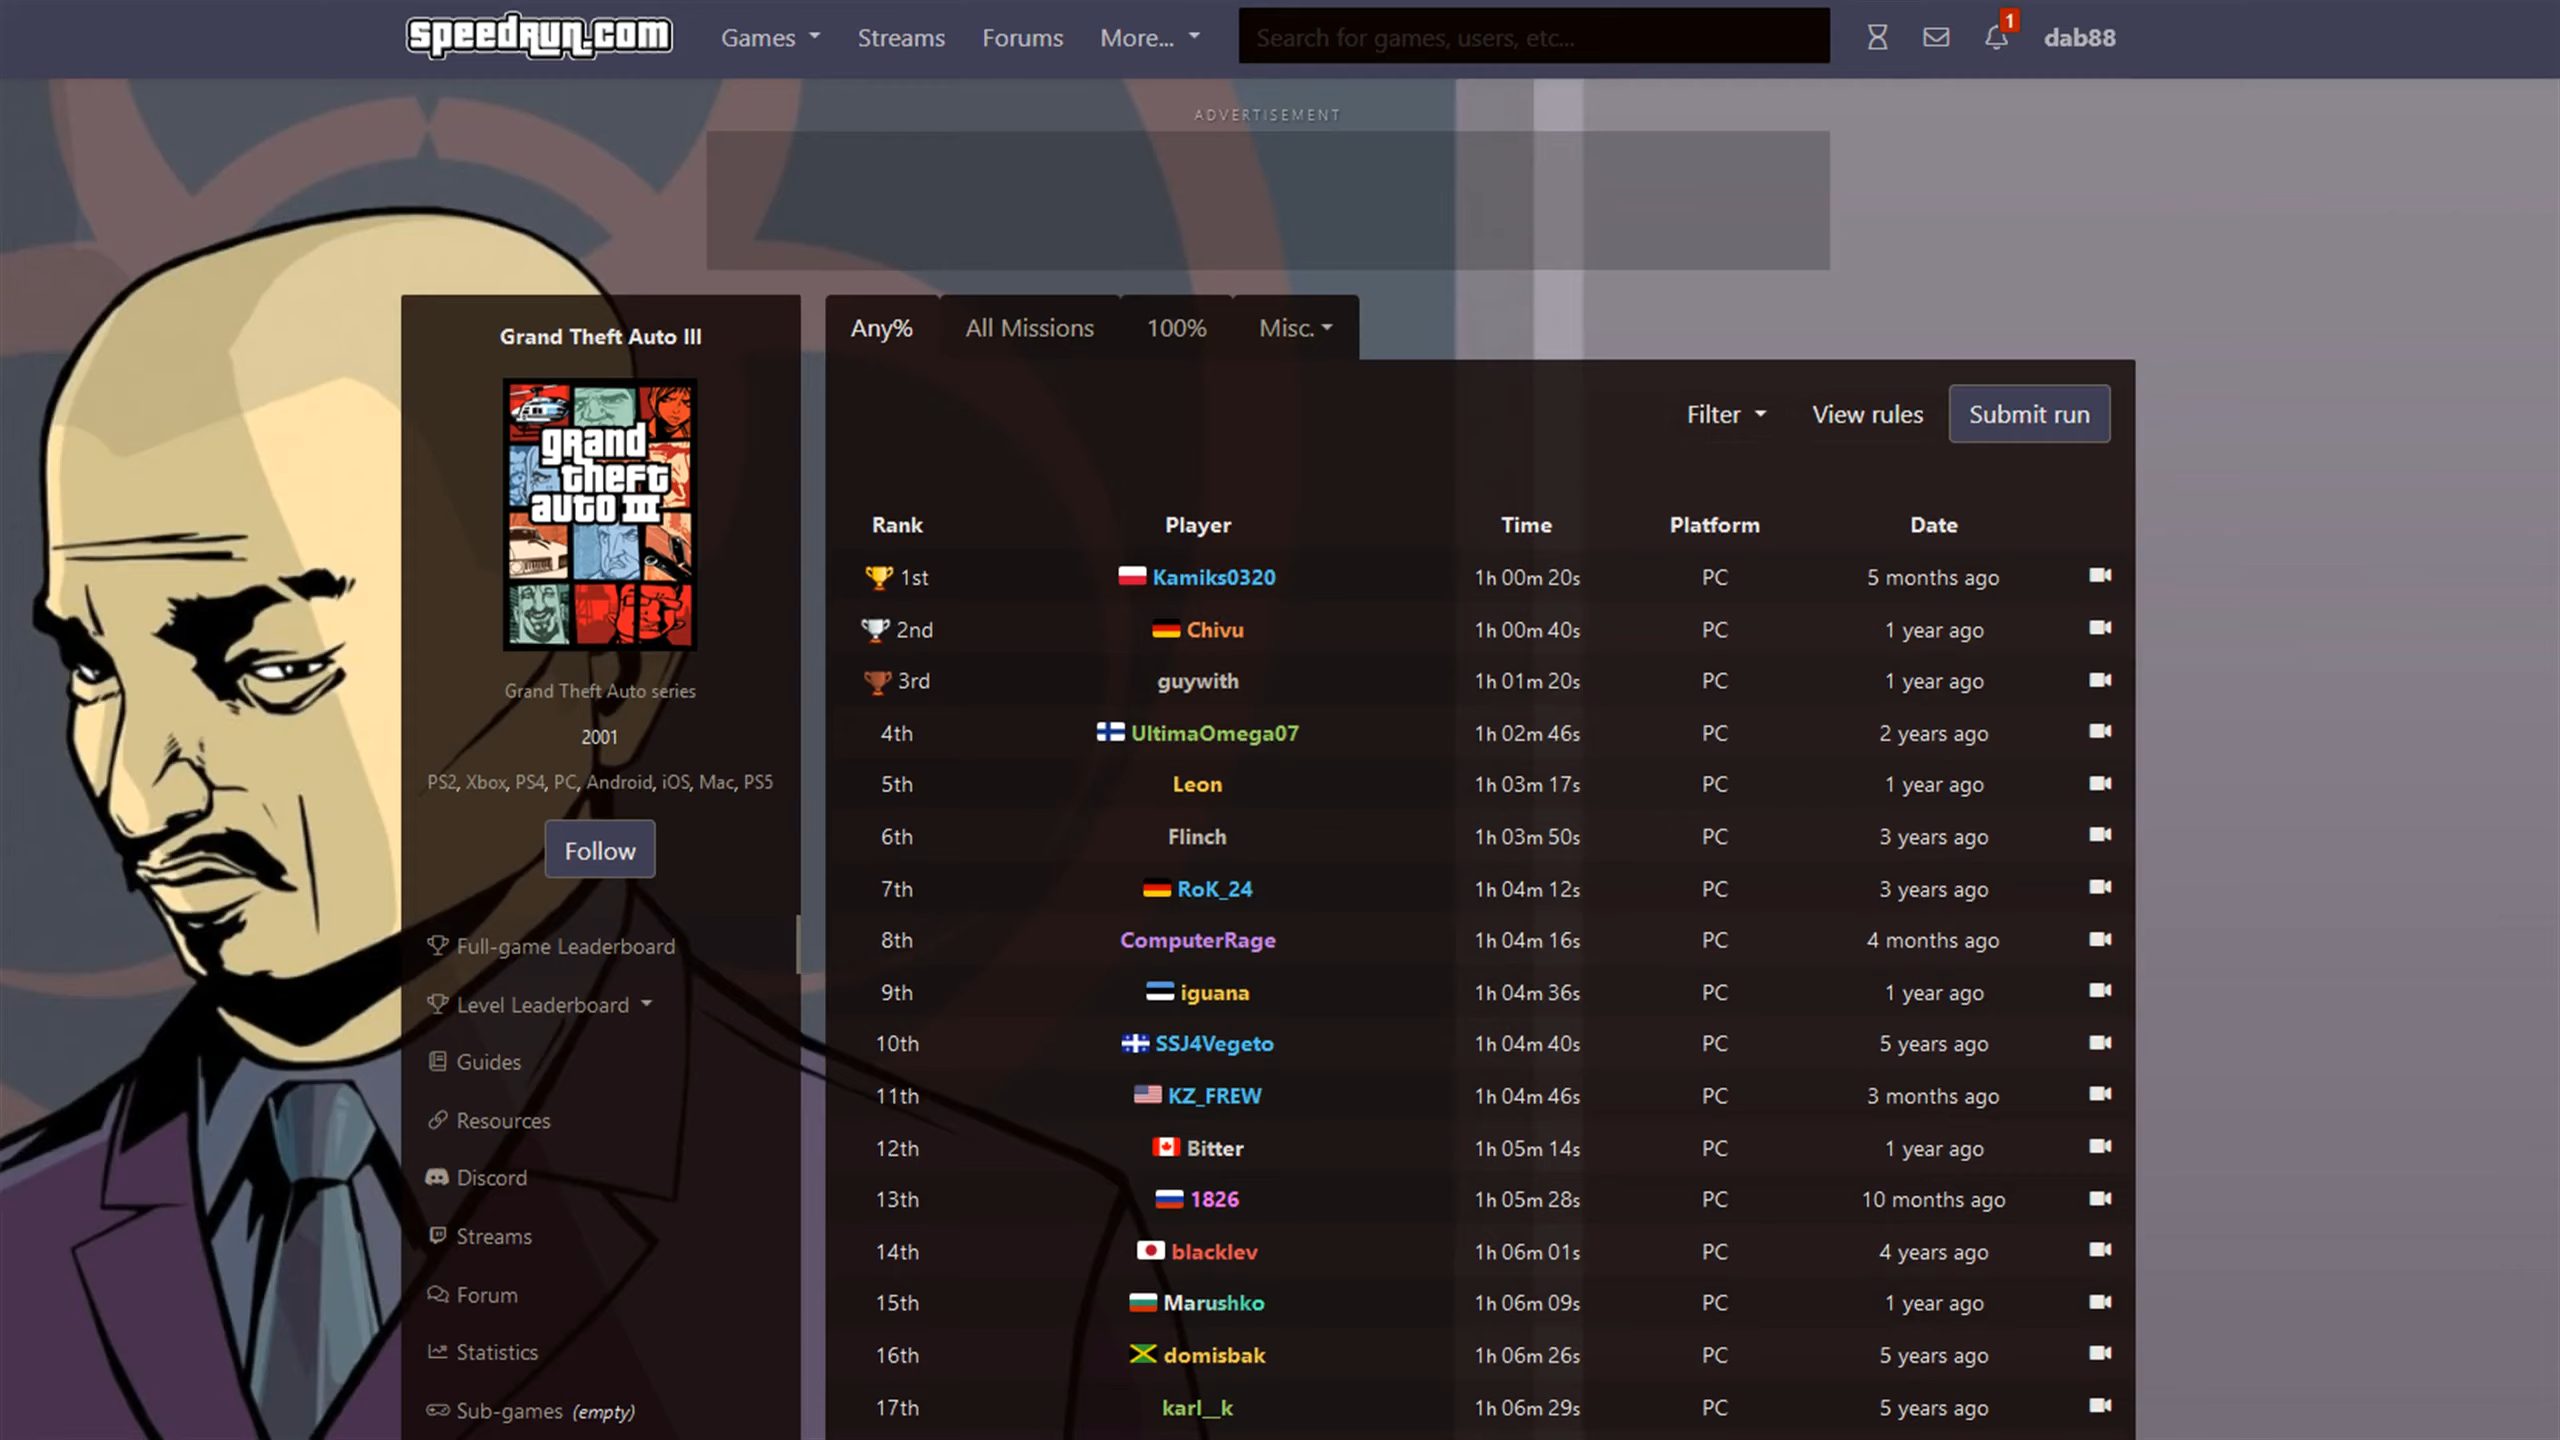 speedrun.com Games Streams Forums More... Search for games, users, etc... 1 dab88
ADVERTISEMENT
Grand Theft Auto III
grand
theft
auto III
Grand Theft Auto series
2001
PS2, Xbox, PS4, PC, Android, iOS, Mac, PS5
Follow
Full-game Leaderboard
Level Leaderboard
Guides
Resources
Discord
Streams
Forum
Statistics
Sub-games (empty)
Any% All Missions 100% Misc.
Filter View rules Submit run
Rank Player Time Platform Date
1st Kamiks0320 1h 00m 20s PC 5 months ago
2nd Chivu 1h 00m 40s PC 1 year ago
3rd guywith 1h 01m 20s PC 1 year ago
4th UltimaOmega07 1h 02m 46s PC 2 years ago
5th Leon 1h 03m 17s PC 1 year ago
6th Flinch 1h 03m 50s PC 3 years ago
7th RoK_24 1h 04m 12s PC 3 years ago
8th ComputerRage 1h 04m 16s PC 4 months ago
9th iguana 1h 04m 36s PC 1 year ago
10th SSJ4Vegeto 1h 04m 40s PC 5 years ago
11th KZ_FREW 1h 04m 46s PC 3 months ago
12th Bitter 1h 05m 14s PC 1 year ago
13th 1826 1h 05m 28s PC 10 months ago
14th blacklev 1h 06m 01s PC 4 years ago
15th Marushko 1h 06m 09s PC 1 year ago
16th domisbak 1h 06m 26s PC 5 years ago
17th karl__k 1h 06m 29s PC 5 years ago